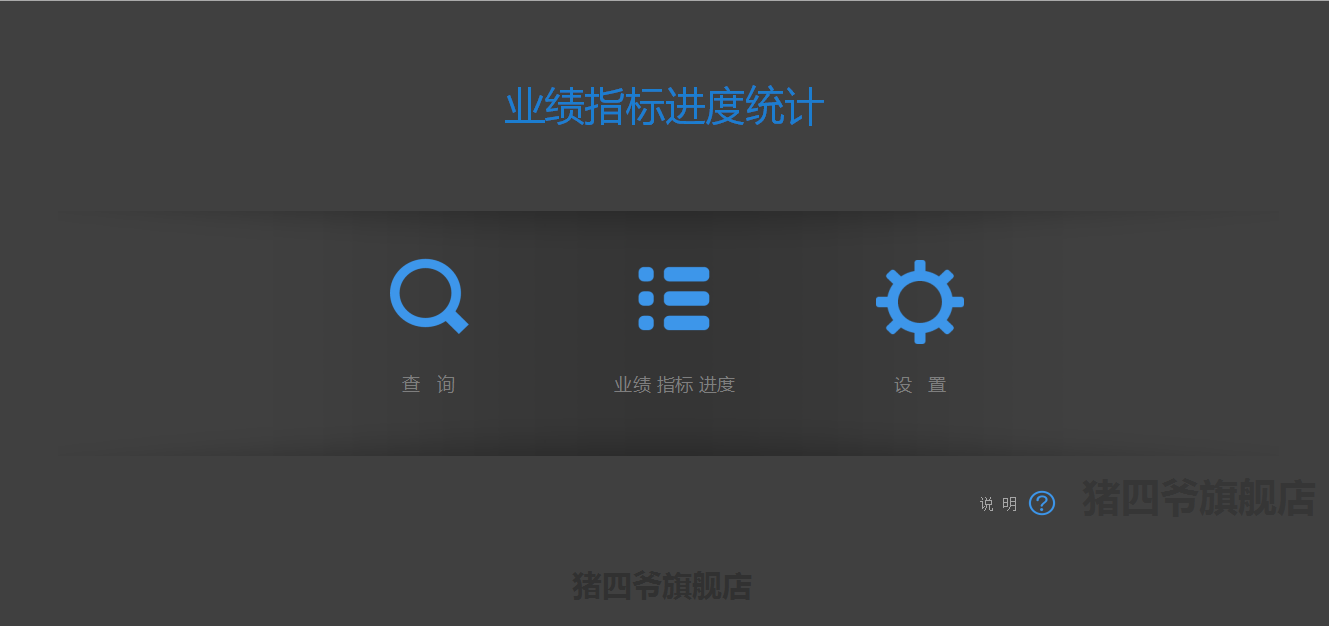 业绩指标进度统计
查 询
业绩 指标 进度
设 置
说 明 ?
猪四爷旗舰店
猪四爷旗舰店